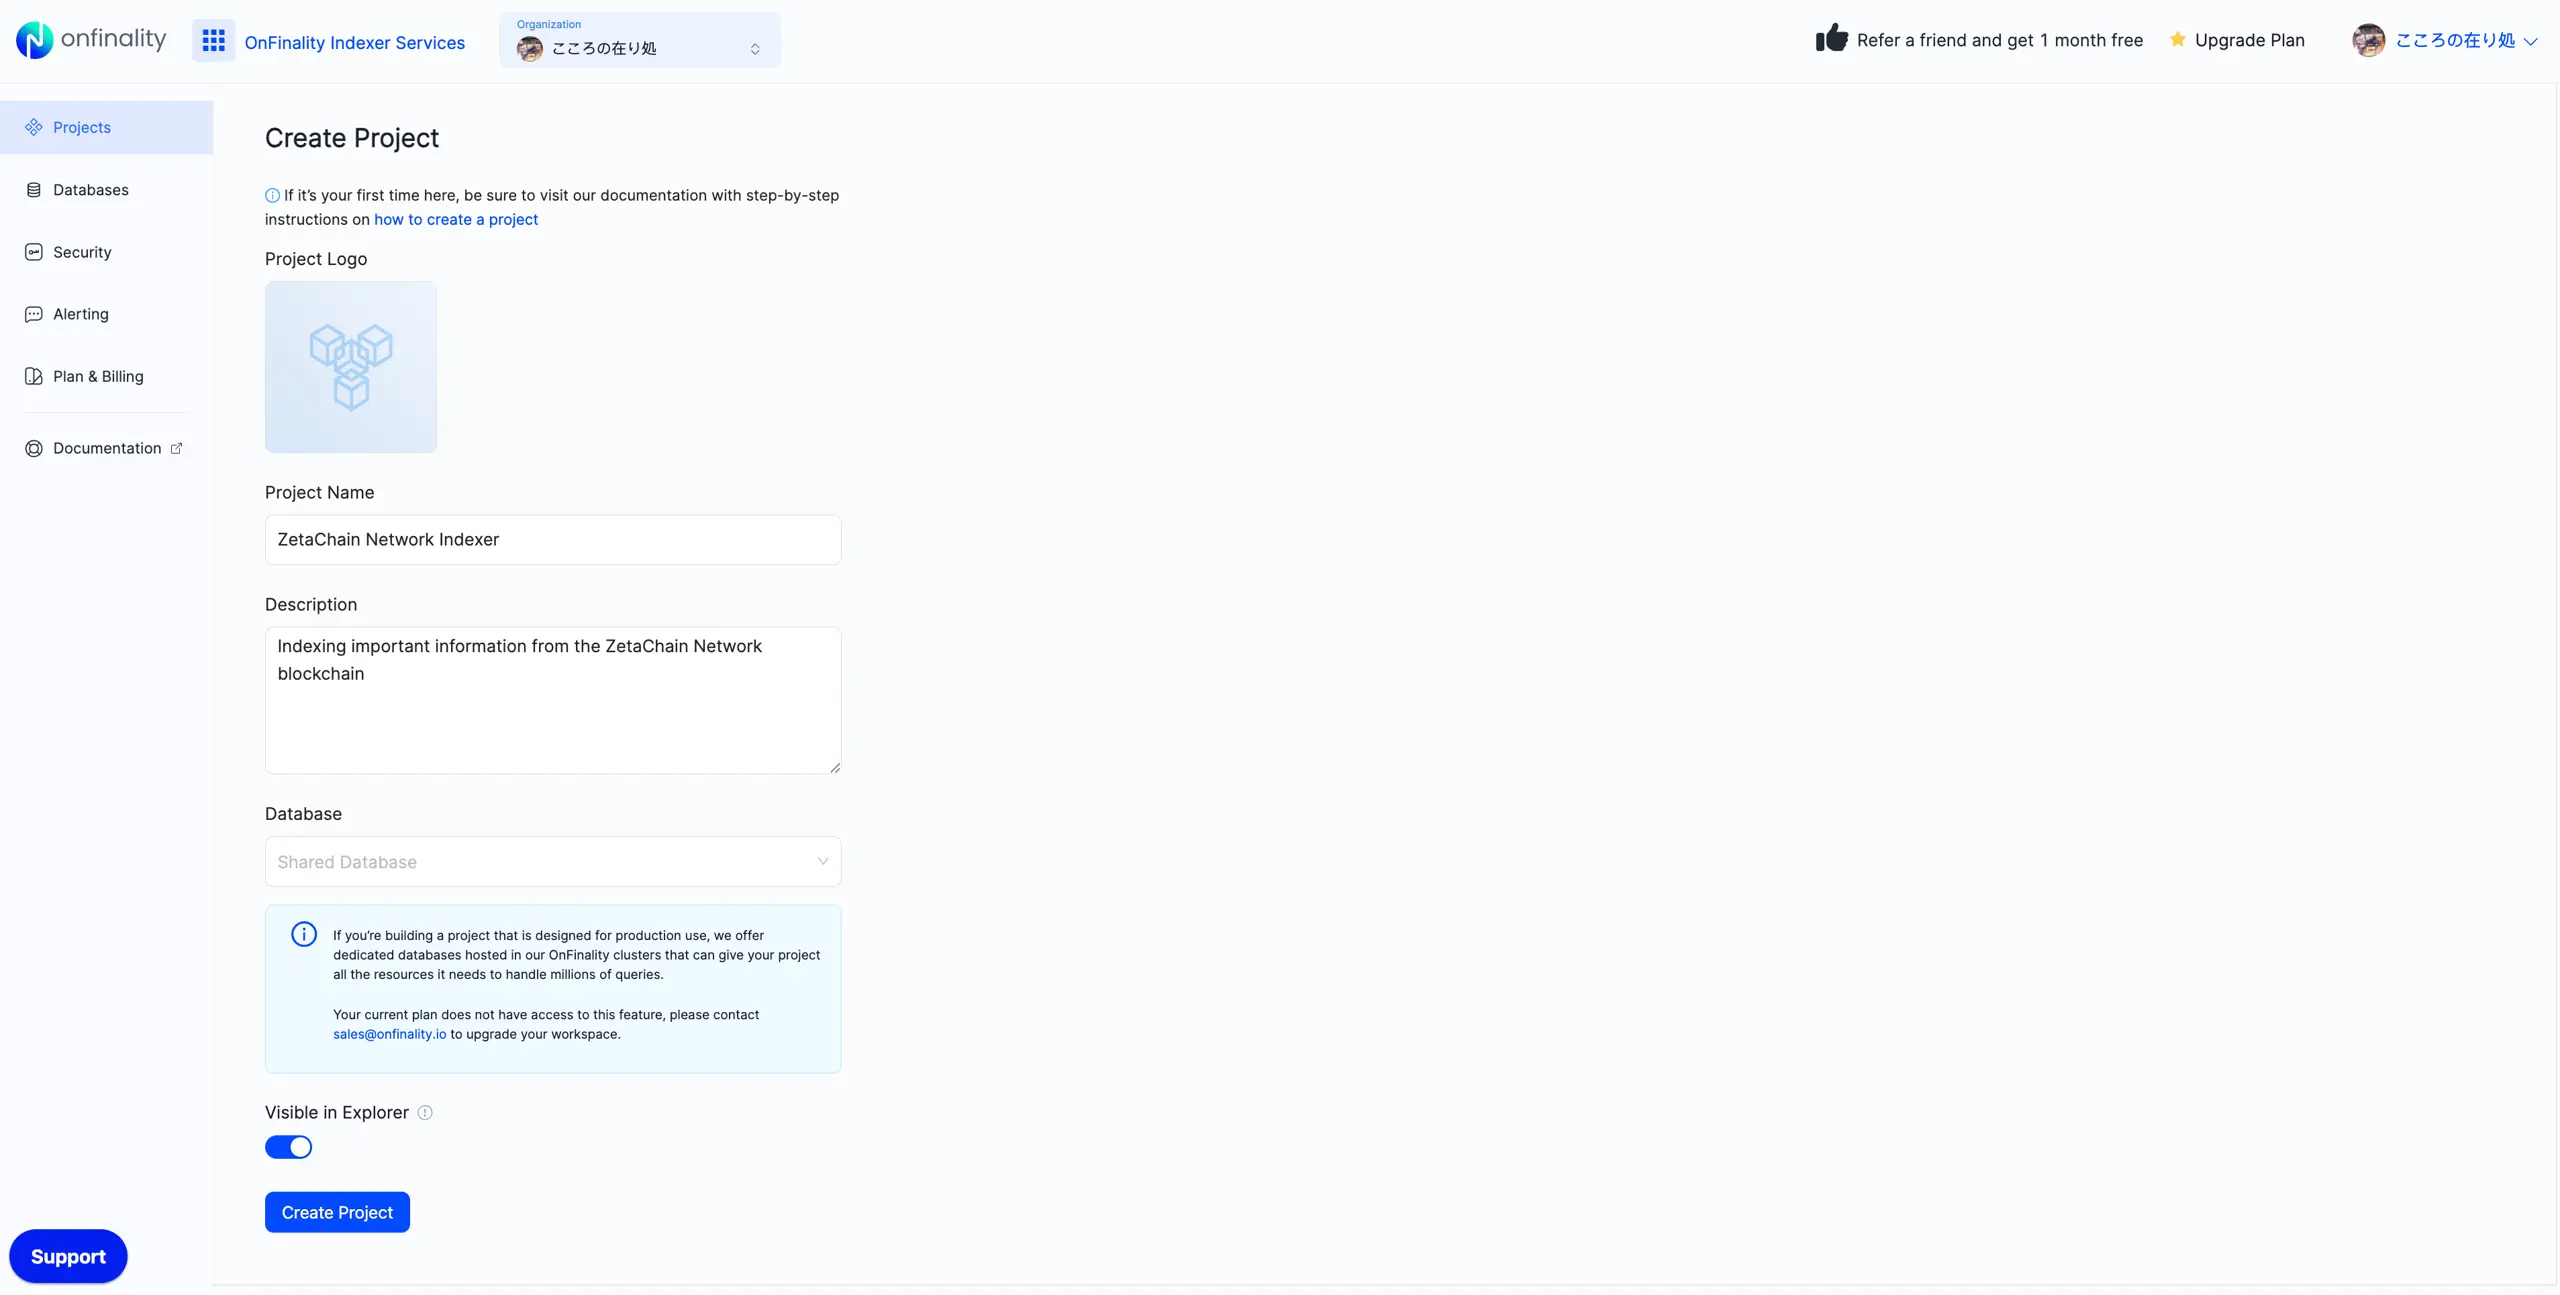 onfinality
OnFinality Indexer Services
Organization
こころの在り処
Refer a friend and get 1 month free
Upgrade Plan
こころの在り処
Projects
Databases
Security
Alerting
Plan & Billing
Documentation
Support
Create Project
If it's your first time here, be sure to visit our documentation with step-by-step
instructions on how to create a project
Project Logo
Project Name
ZetaChain Network Indexer
Description
Indexing important information from the ZetaChain Network
blockchain
Database
Shared Database
If you're building a project that is designed for production use, we offer
dedicated databases hosted in our OnFinality clusters that can give your project
all the resources it needs to handle millions of queries.
Your current plan does not have access to this feature, please contact
sales@onfinality.io to upgrade your workspace.
Visible in Explorer
Create Project